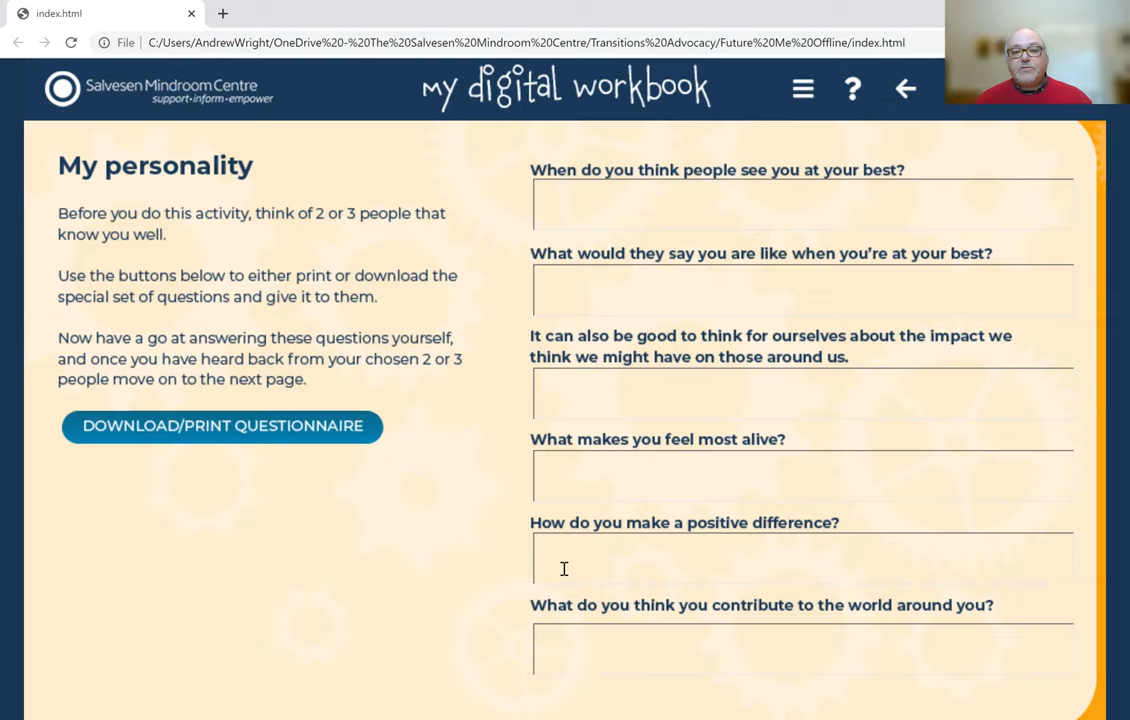 index.html
File
C:/Users/AndrewWright/OneDrive%20-%20The%20Salvesen%20Mindroom%20Centre/Transitions%20Advocacy/Future%20Me%20Offline/index.html
Salvesen Mindroom Centre
support·inform·empower
my digital workbook
?
My personality
Before you do this activity, think of 2 or 3 people that
know you well.
Use the buttons below to either print or download the
special set of questions and give it to them.
Now have a go at answering these questions yourself,
and once you have heard back from your chosen 2 or 3
people move on to the next page.
DOWNLOAD/PRINT QUESTIONNAIRE
When do you think people see you at your best?
What would they say you are like when you’re at your best?
It can also be good to think for ourselves about the impact we
think we might have on those around us.
What makes you feel most alive?
How do you make a positive difference?
What do you think you contribute to the world around you?